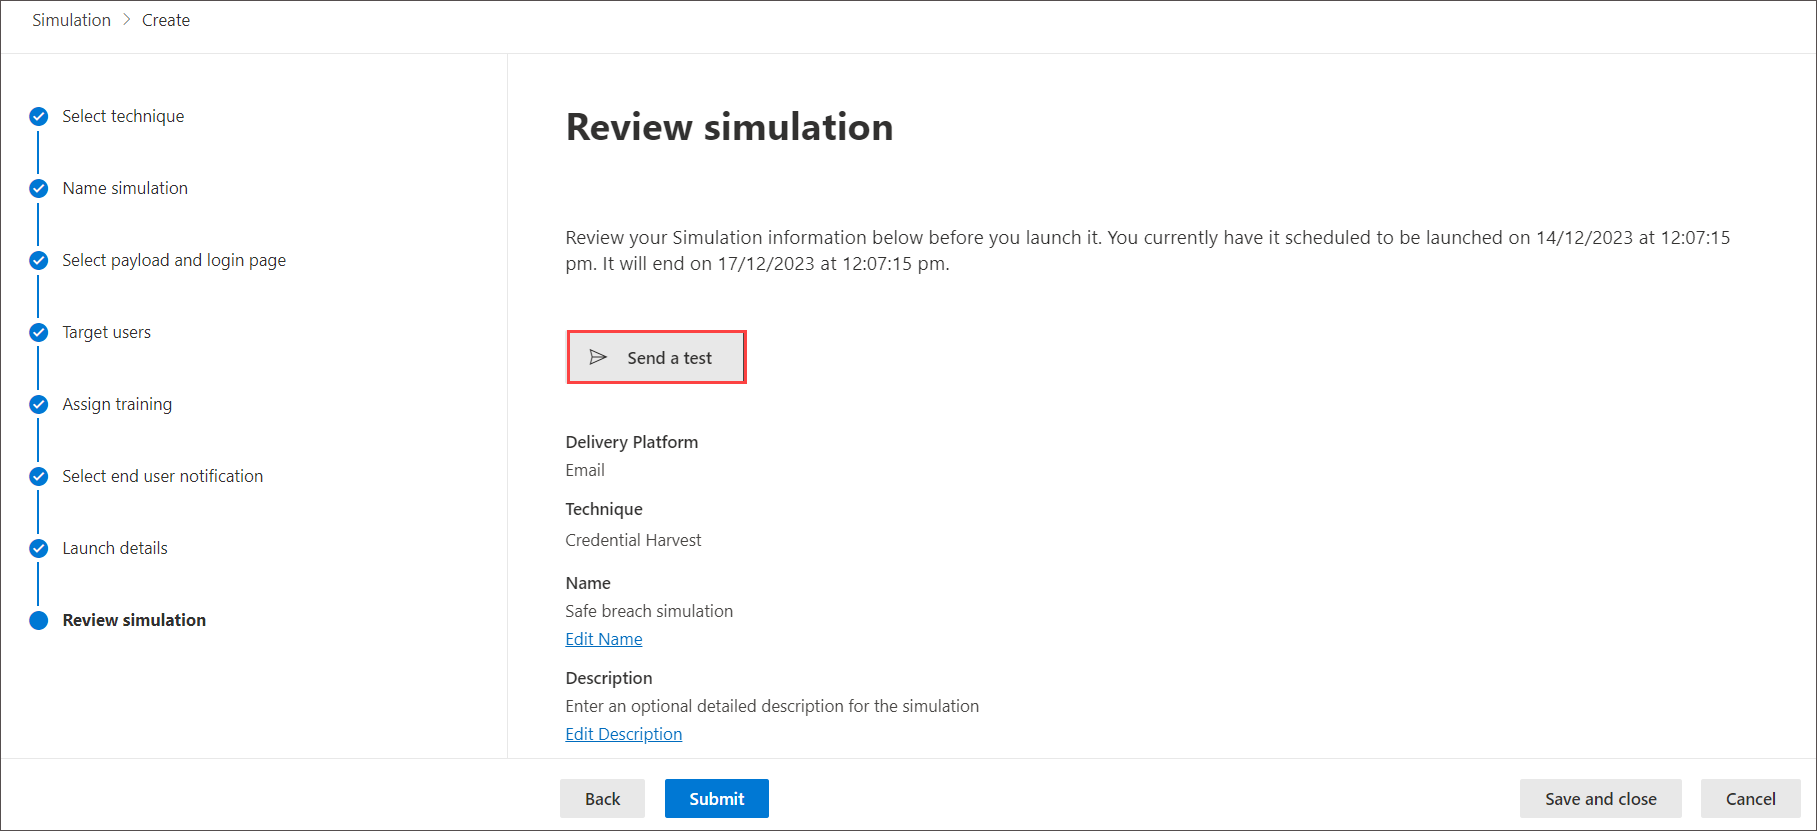 Simulation > Create
Select technique
Name simulation
Select payload and login page
Target users
Assign training
Select end user notification
Launch details
Review simulation
Review simulation
Review your Simulation information below before you launch it. You currently have it scheduled to be launched on 14/12/2023 at 12:07:15
pm. It will end on 17/12/2023 at 12:07:15 pm.
Send a test
Delivery Platform
Email
Technique
Credential Harvest
Name
Safe breach simulation
Edit Name
Description
Enter an optional detailed description for the simulation
Edit Description
Back
Submit
Save and close
Cancel